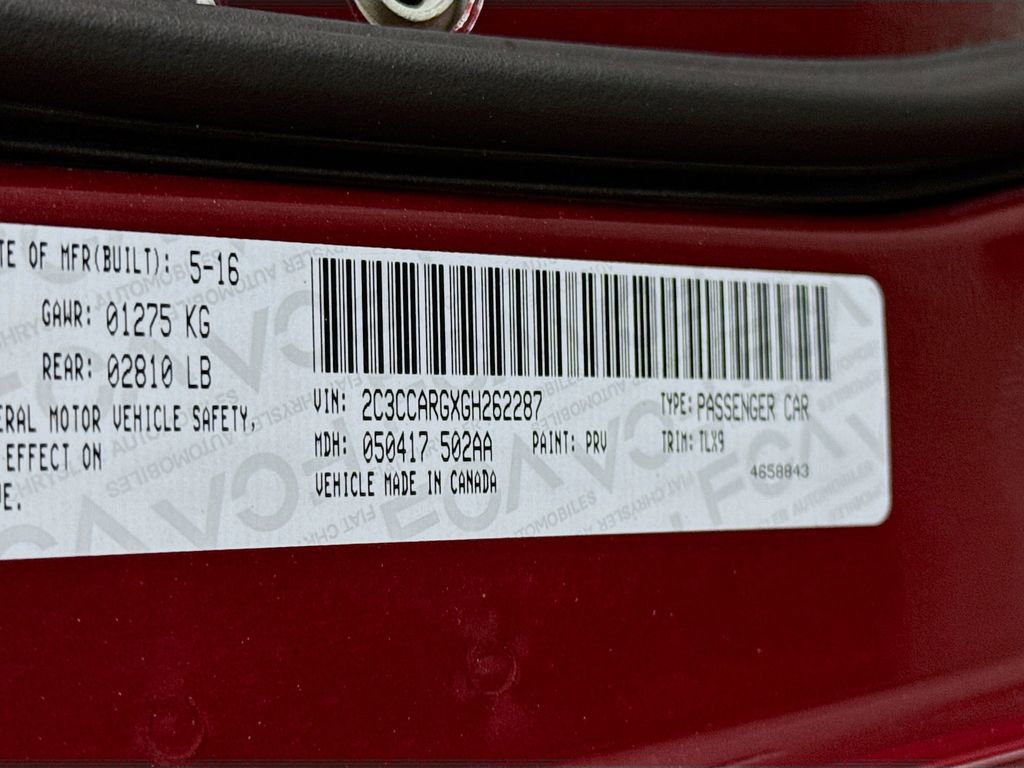 TE OF MFR(BUILT): 5-16
GAWR: 01275 KG
REAR: 02810 LB
ERAL MOTOR VEHICLE SAFETY,
EFFECT ON
VE.
VIN: 2C3CCARGXGH262287
TYPE: PASSENGER CAR
MDH: 050417 502AA
PAINT: PRV
TRIM: TLX9
VEHICLE MADE IN CANADA
4658843